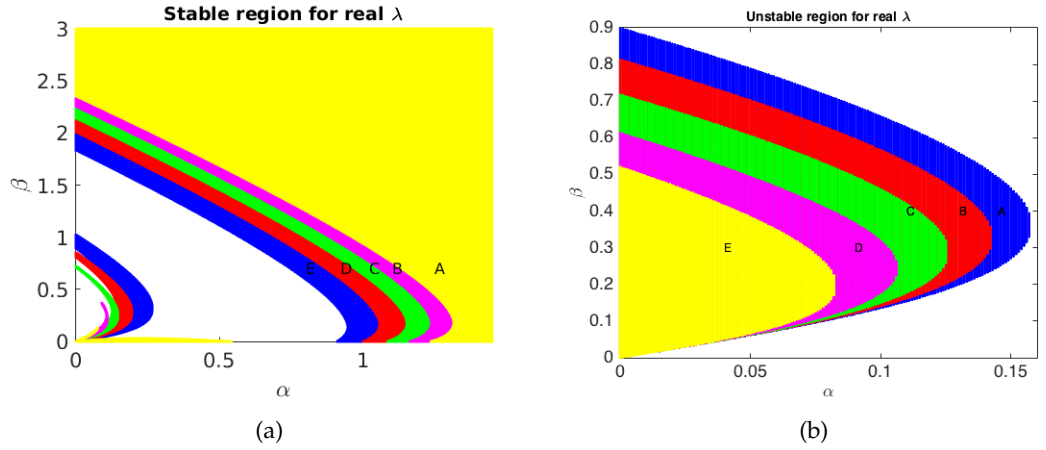 Stable region for real λ
3
2.5
2
1.5
1
0.5
0
β
E D C B A
0 0.5 1
α
(a)
Unstable region for real λ
0.9
0.8
0.7
0.6
0.5
0.4
0.3
0.2
0.1
0
β
C B A
E D
0 0.05 0.1 0.15
α
(b)